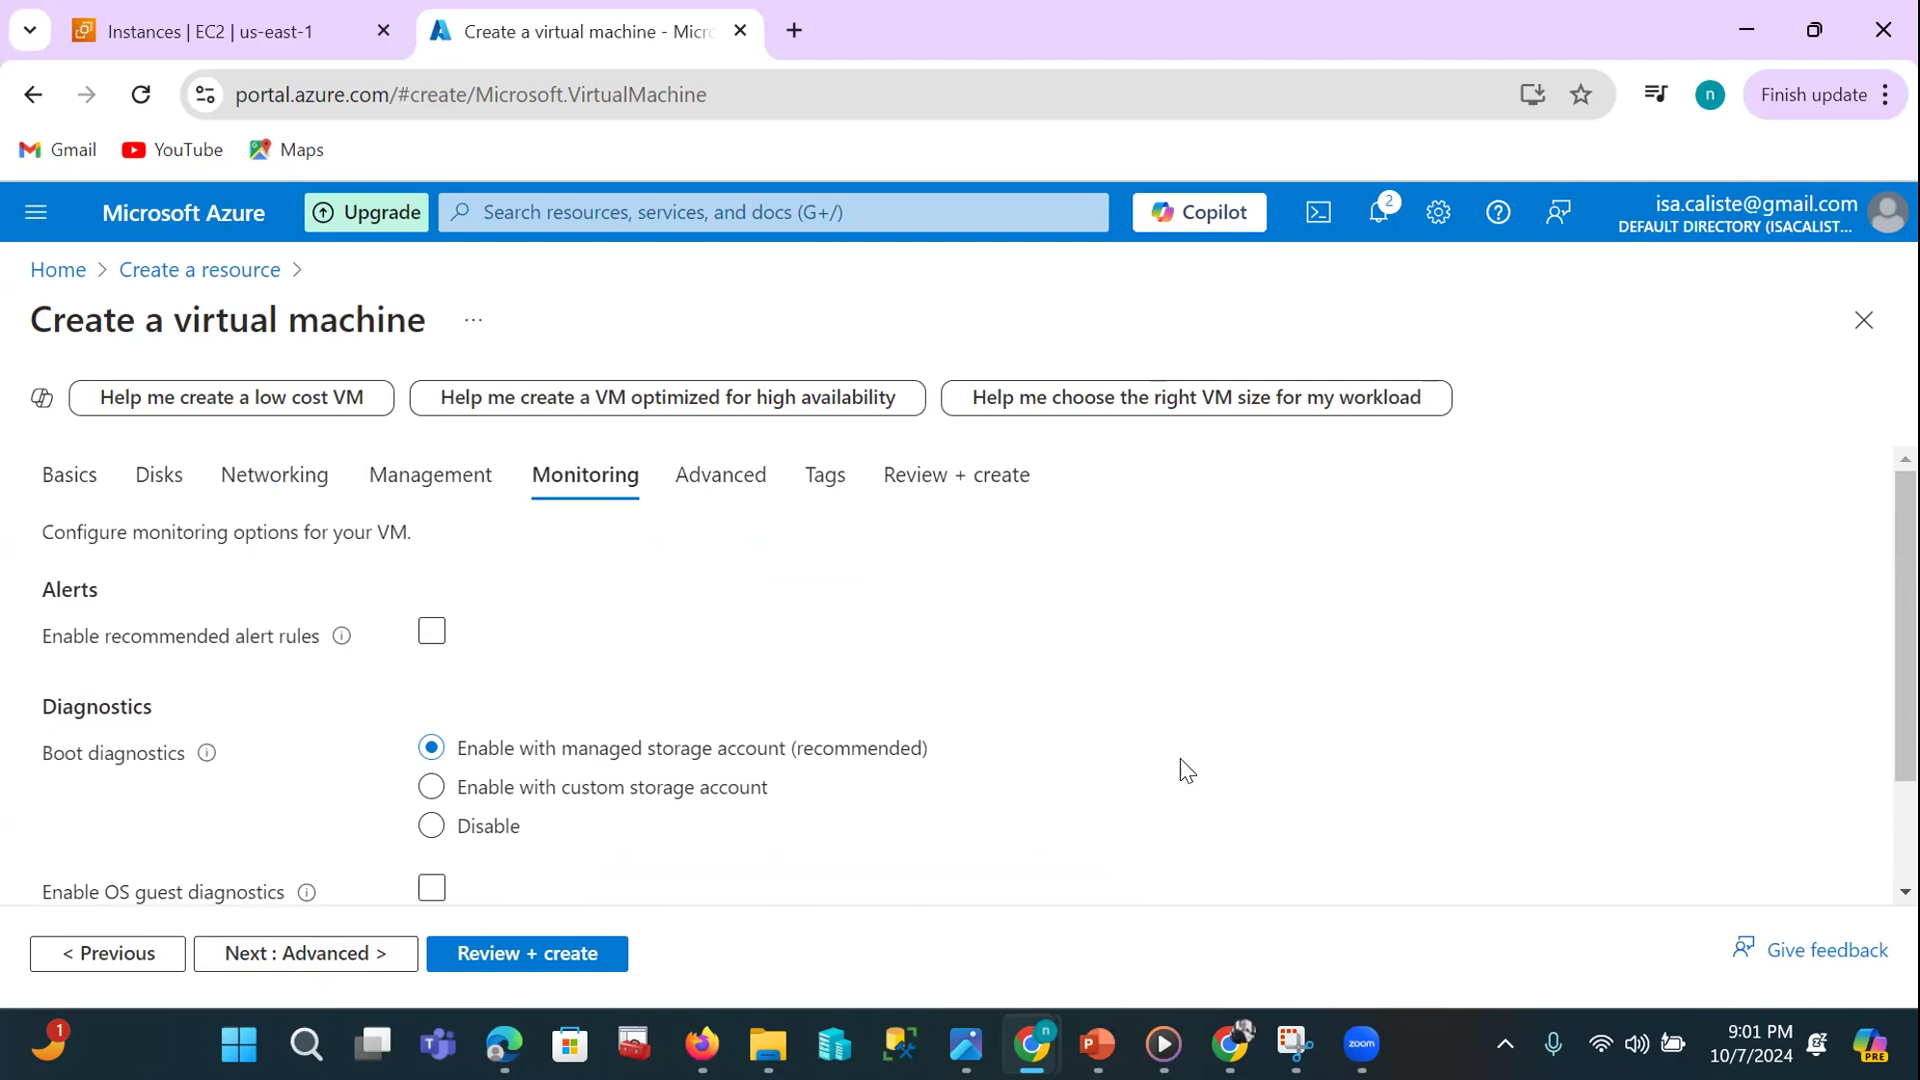 Instances | EC2 | us-east-1
Create a virtual machine - Micr
portal.azure.com/#create/Microsoft.VirtualMachine
n
Finish update
Gmail
YouTube
Maps
Microsoft Azure
Upgrade
Search resources, services, and docs (G+/)
Copilot
2
isa.caliste@gmail.com
DEFAULT DIRECTORY (ISACALIST...
Home > Create a resource >
Create a virtual machine ...
Help me create a low cost VM
Help me create a VM optimized for high availability
Help me choose the right VM size for my workload
Basics Disks Networking Management Monitoring Advanced Tags Review + create
Configure monitoring options for your VM.
Alerts
Enable recommended alert rules
Diagnostics
Boot diagnostics
Enable with managed storage account (recommended)
Enable with custom storage account
Disable
Enable OS guest diagnostics
< Previous
Next : Advanced >
Review + create
Give feedback
1
n
zoom
9:01 PM
10/7/2024
PRE